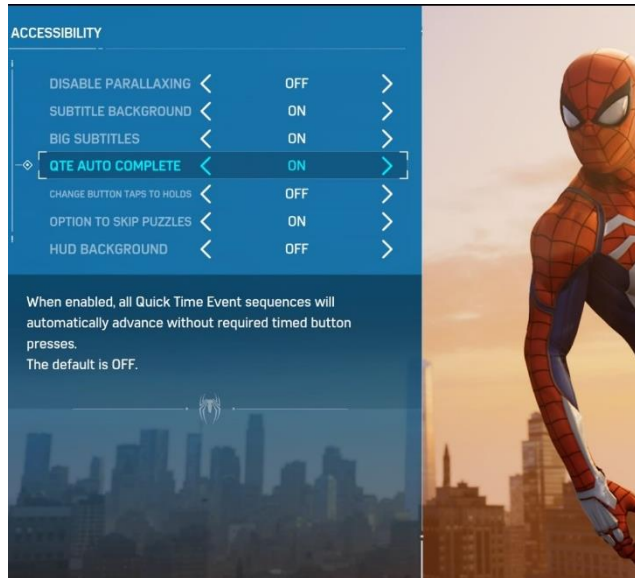 ACCESSIBILITY
DISABLE PARALLAXING OFF
SUBTITLE BACKGROUND ON
BIG SUBTITLES ON
QTE AUTO COMPLETE ON
CHANGE BUTTON TAPS TO HOLDS OFF
OPTION TO SKIP PUZZLES ON
HUD BACKGROUND OFF
When enabled, all Quick Time Event sequences will
automatically advance without required timed button
presses.
The default is OFF.